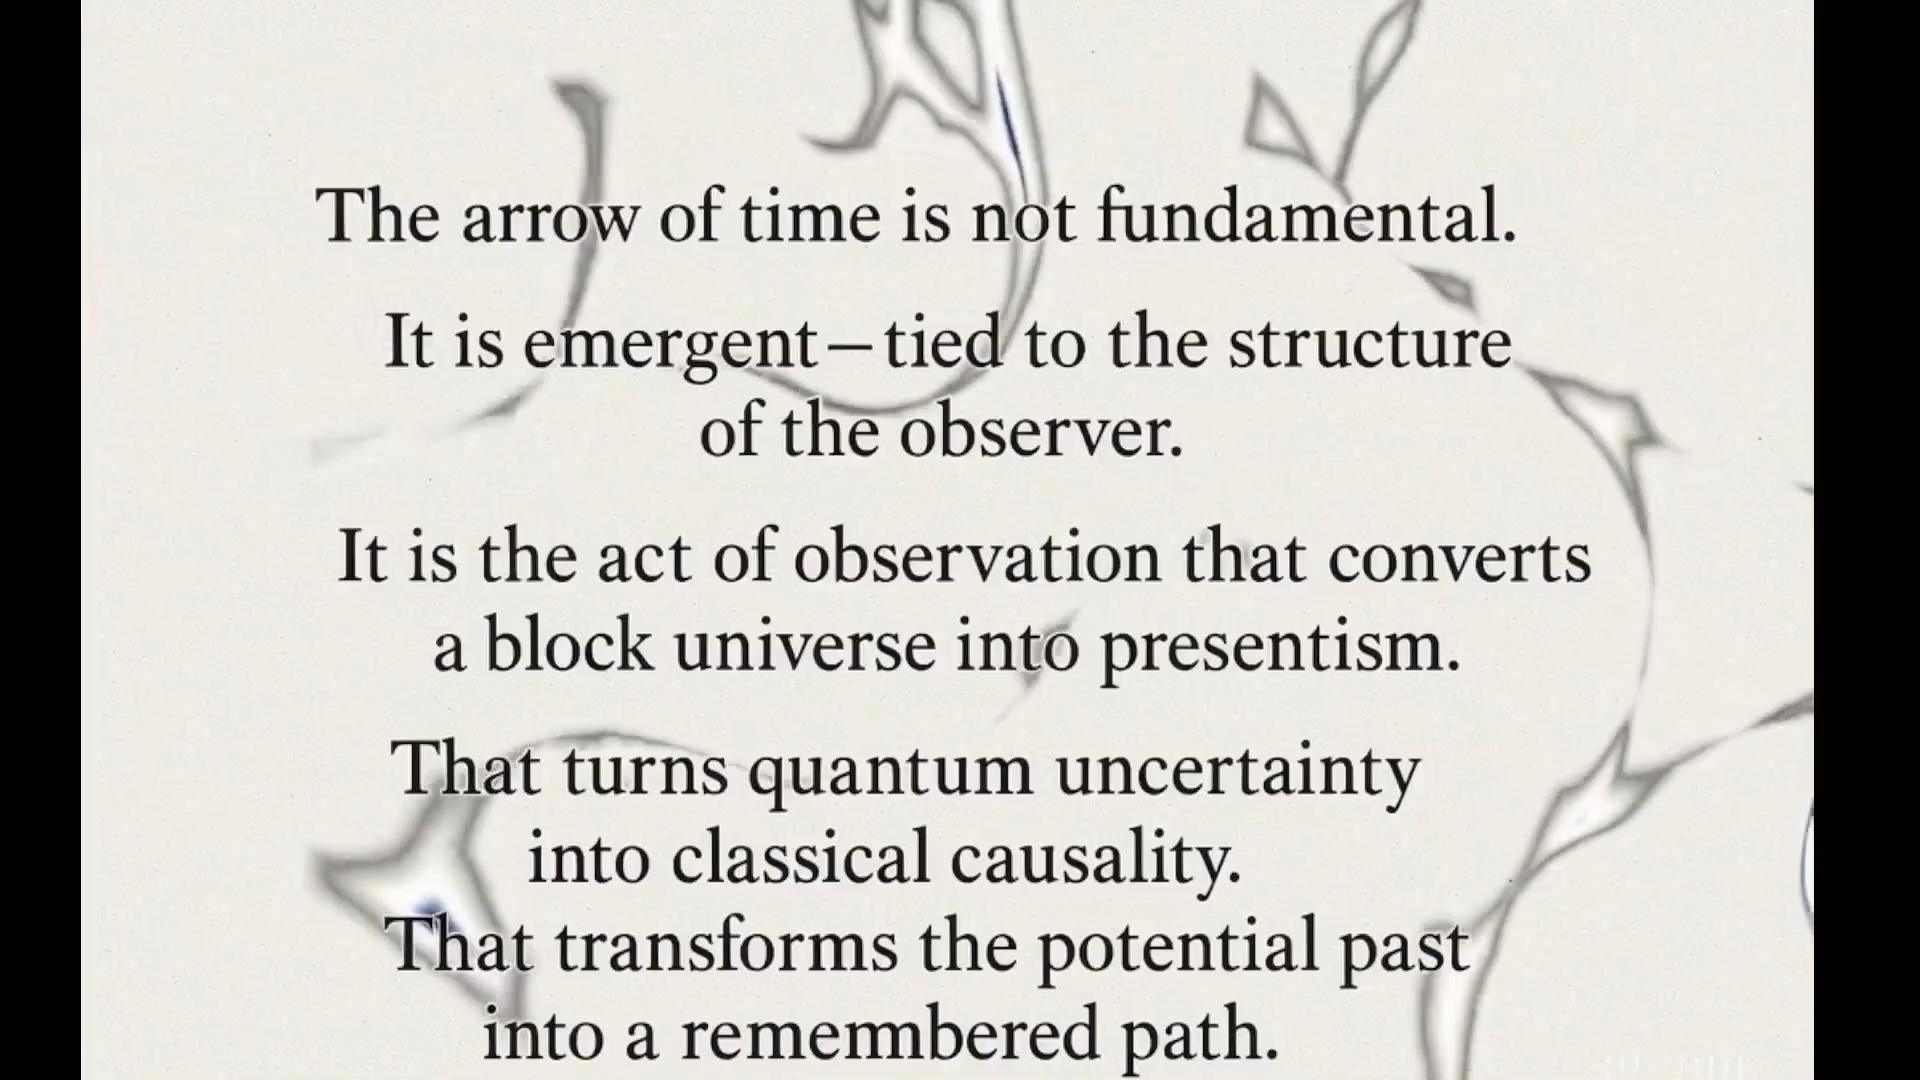 The arrow of time is not fundamental.
It is emergent—tied to the structure
of the observer.
It is the act of observation that converts
a block universe into presentism.
That turns quantum uncertainty
into classical causality.
That transforms the potential past
into a remembered path.